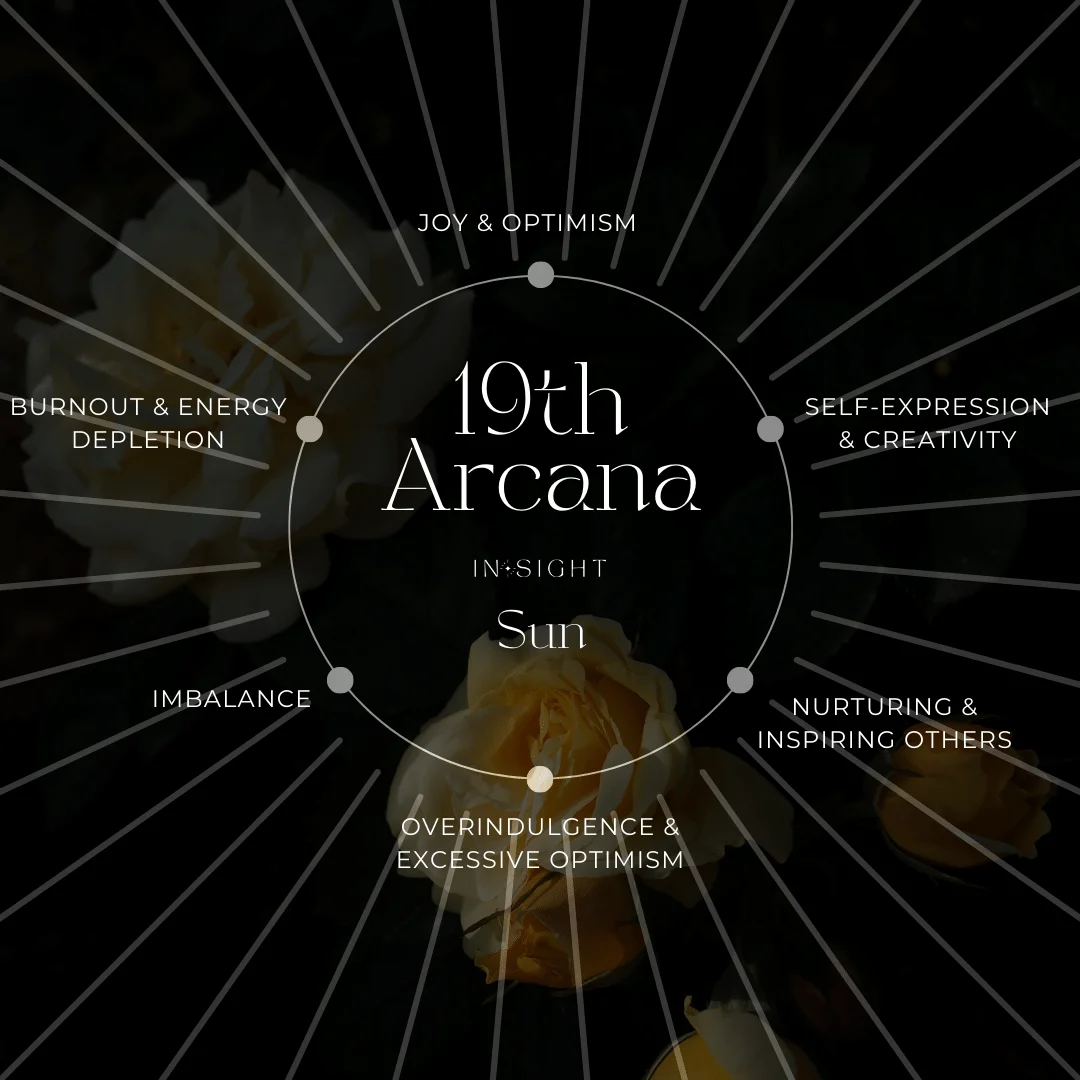 JOY & OPTIMISM
19th
Arcana
IN SIGHT
Sun
SELF-EXPRESSION
& CREATIVITY
NURTURING &
INSPIRING OTHERS
OVERINDULGENCE &
EXCESSIVE OPTIMISM
IMBALANCE
BURNOUT & ENERGY
DEPLETION